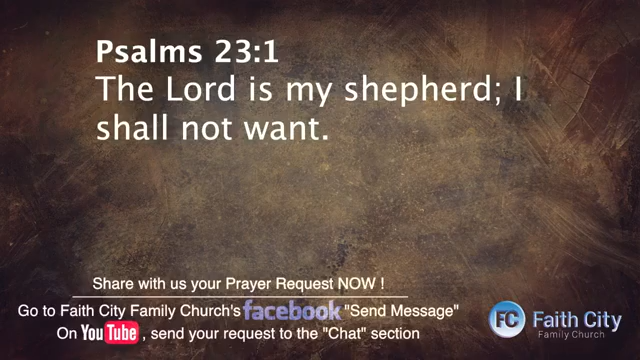 Psalms 23:1
The Lord is my shepherd; I
shall not want.
Share with us your Prayer Request NOW !
Go to Faith City Family Church's facebook "Send Message"
On YouTube , send your request to the "Chat" section
FC Faith City
Family Church